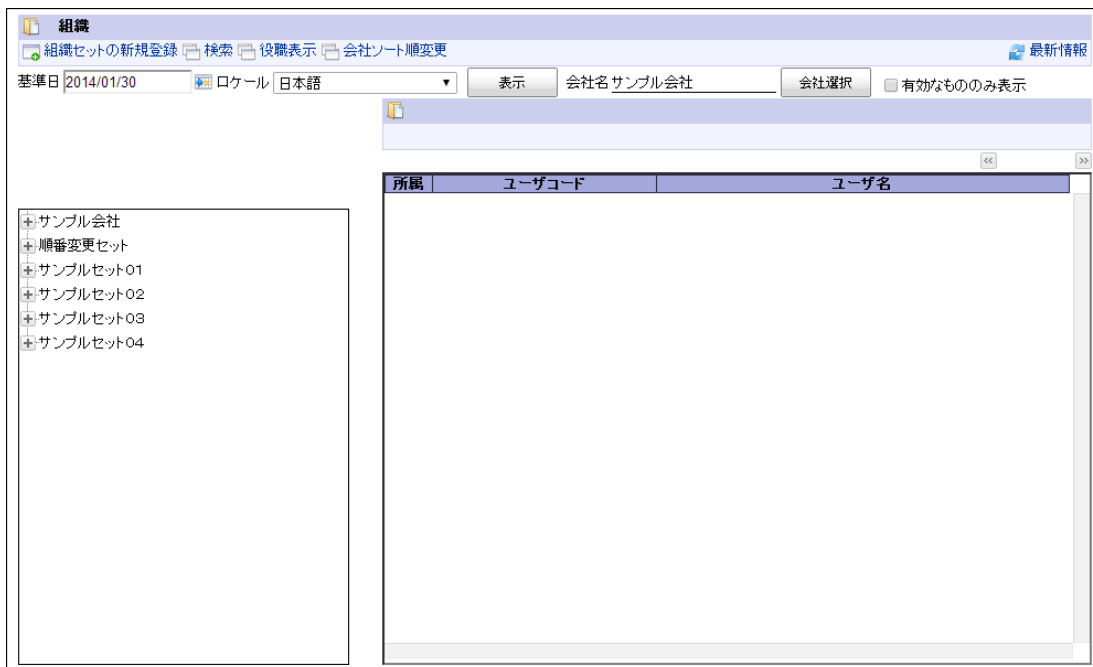 組織
組織セットの新規登録 検索 役職表示 会社ソート順変更 最新情報
基準日 2014/01/30 ロケール 日本語 表示 会社名 サンプル会社 会社選択 有効なもののみ表示
所属 ユーザコード ユーザ名
サンプル会社
順番変更セット
サンプルセット01
サンプルセット02
サンプルセット03
サンプルセット04